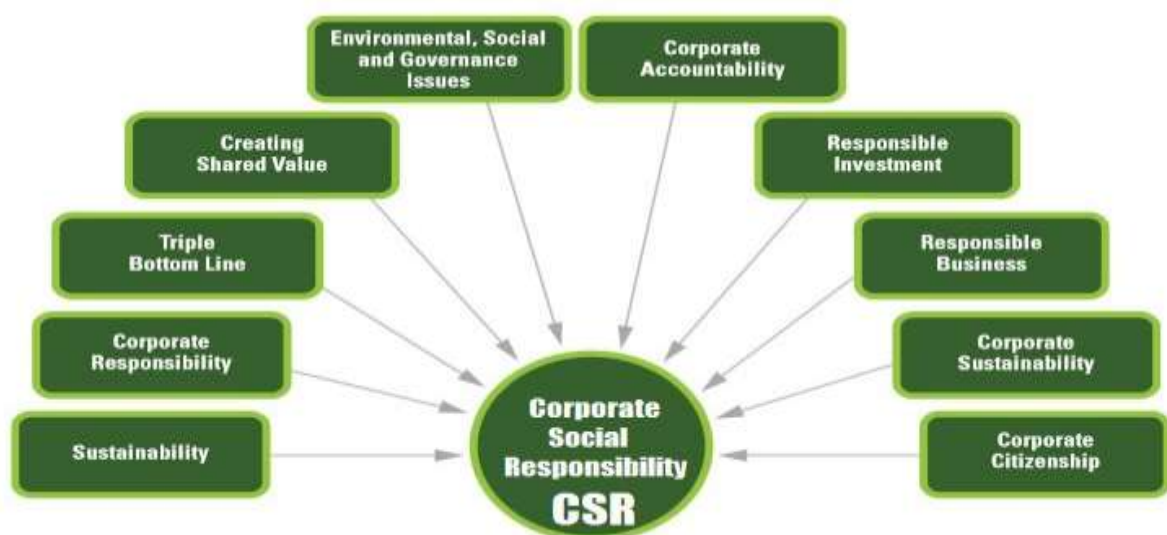 Environmental, Social
and Governance
Issues
Corporate
Accountability
Creating
Shared Value
Responsible
Investment
Triple
Bottom Line
Responsible
Business
Corporate
Responsibility
Corporate
Sustainability
Sustainability
Corporate
Citizenship
Corporate
Social
Responsibility
CSR